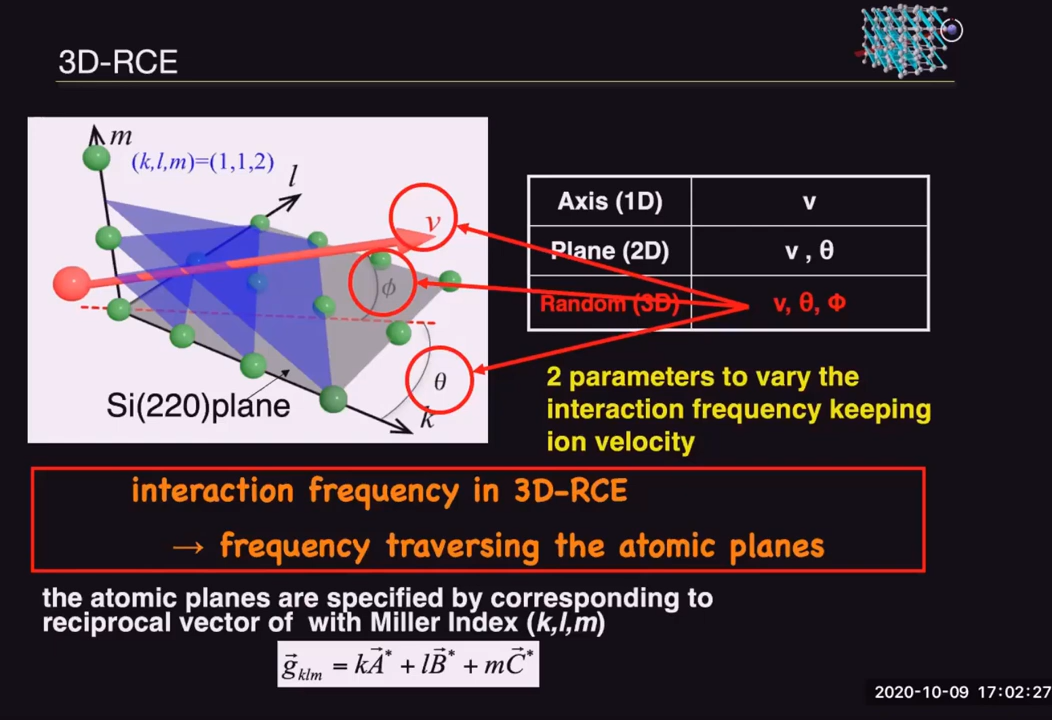 3D-RCE
m
(k,l,m)=(1,1,2)
l
v
ϕ
θ
k
Si(220)plane
Axis (1D) v
Plane (2D) v , θ
Random (3D) v, θ, Φ
2 parameters to vary the
interaction frequency keeping
ion velocity
interaction frequency in 3D-RCE
→ frequency traversing the atomic planes
the atomic planes are specified by corresponding to
reciprocal vector of with Miller Index (k,l,m)
g⃗klm = kA⃗* + lB⃗* + mC⃗*
2020-10-09 17:02:27